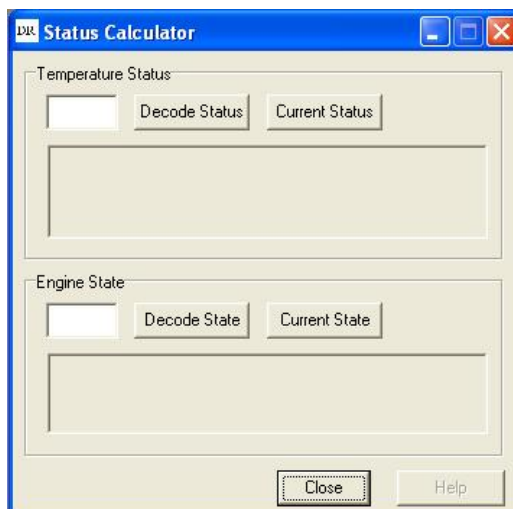 DR Status Calculator
Temperature Status
Decode Status Current Status
Engine State
Decode State Current State
Close Help